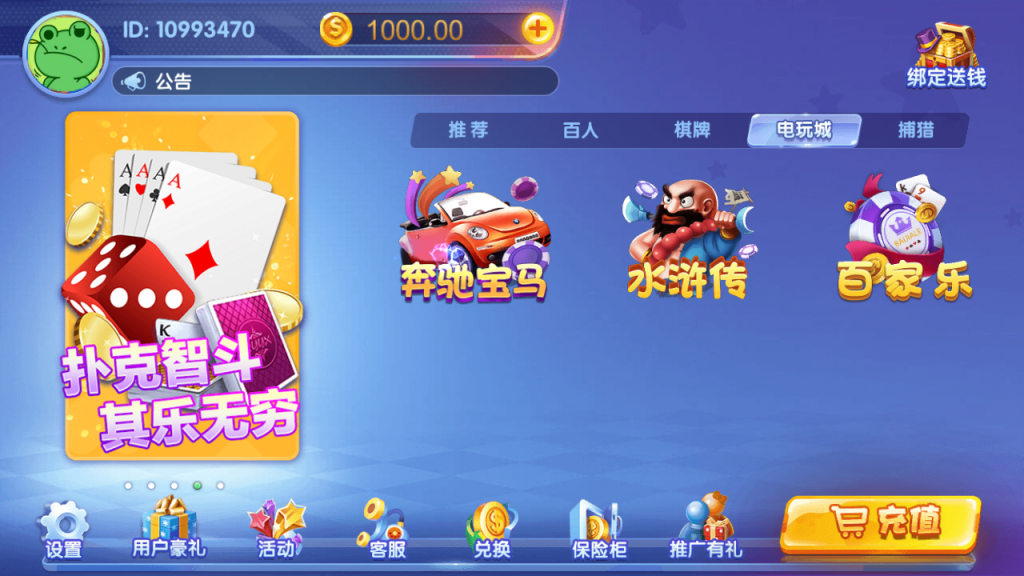 ID: 10993470
1000.00
公告
绑定送钱
推荐
百人
棋牌
电玩城
捕猎
A
A
A
A
K
扑克智斗
其乐无穷
奔驰宝马
水浒传
K
9
百家乐
设置
用户豪礼
活动
客服
兑换
保险柜
推广有礼
充值